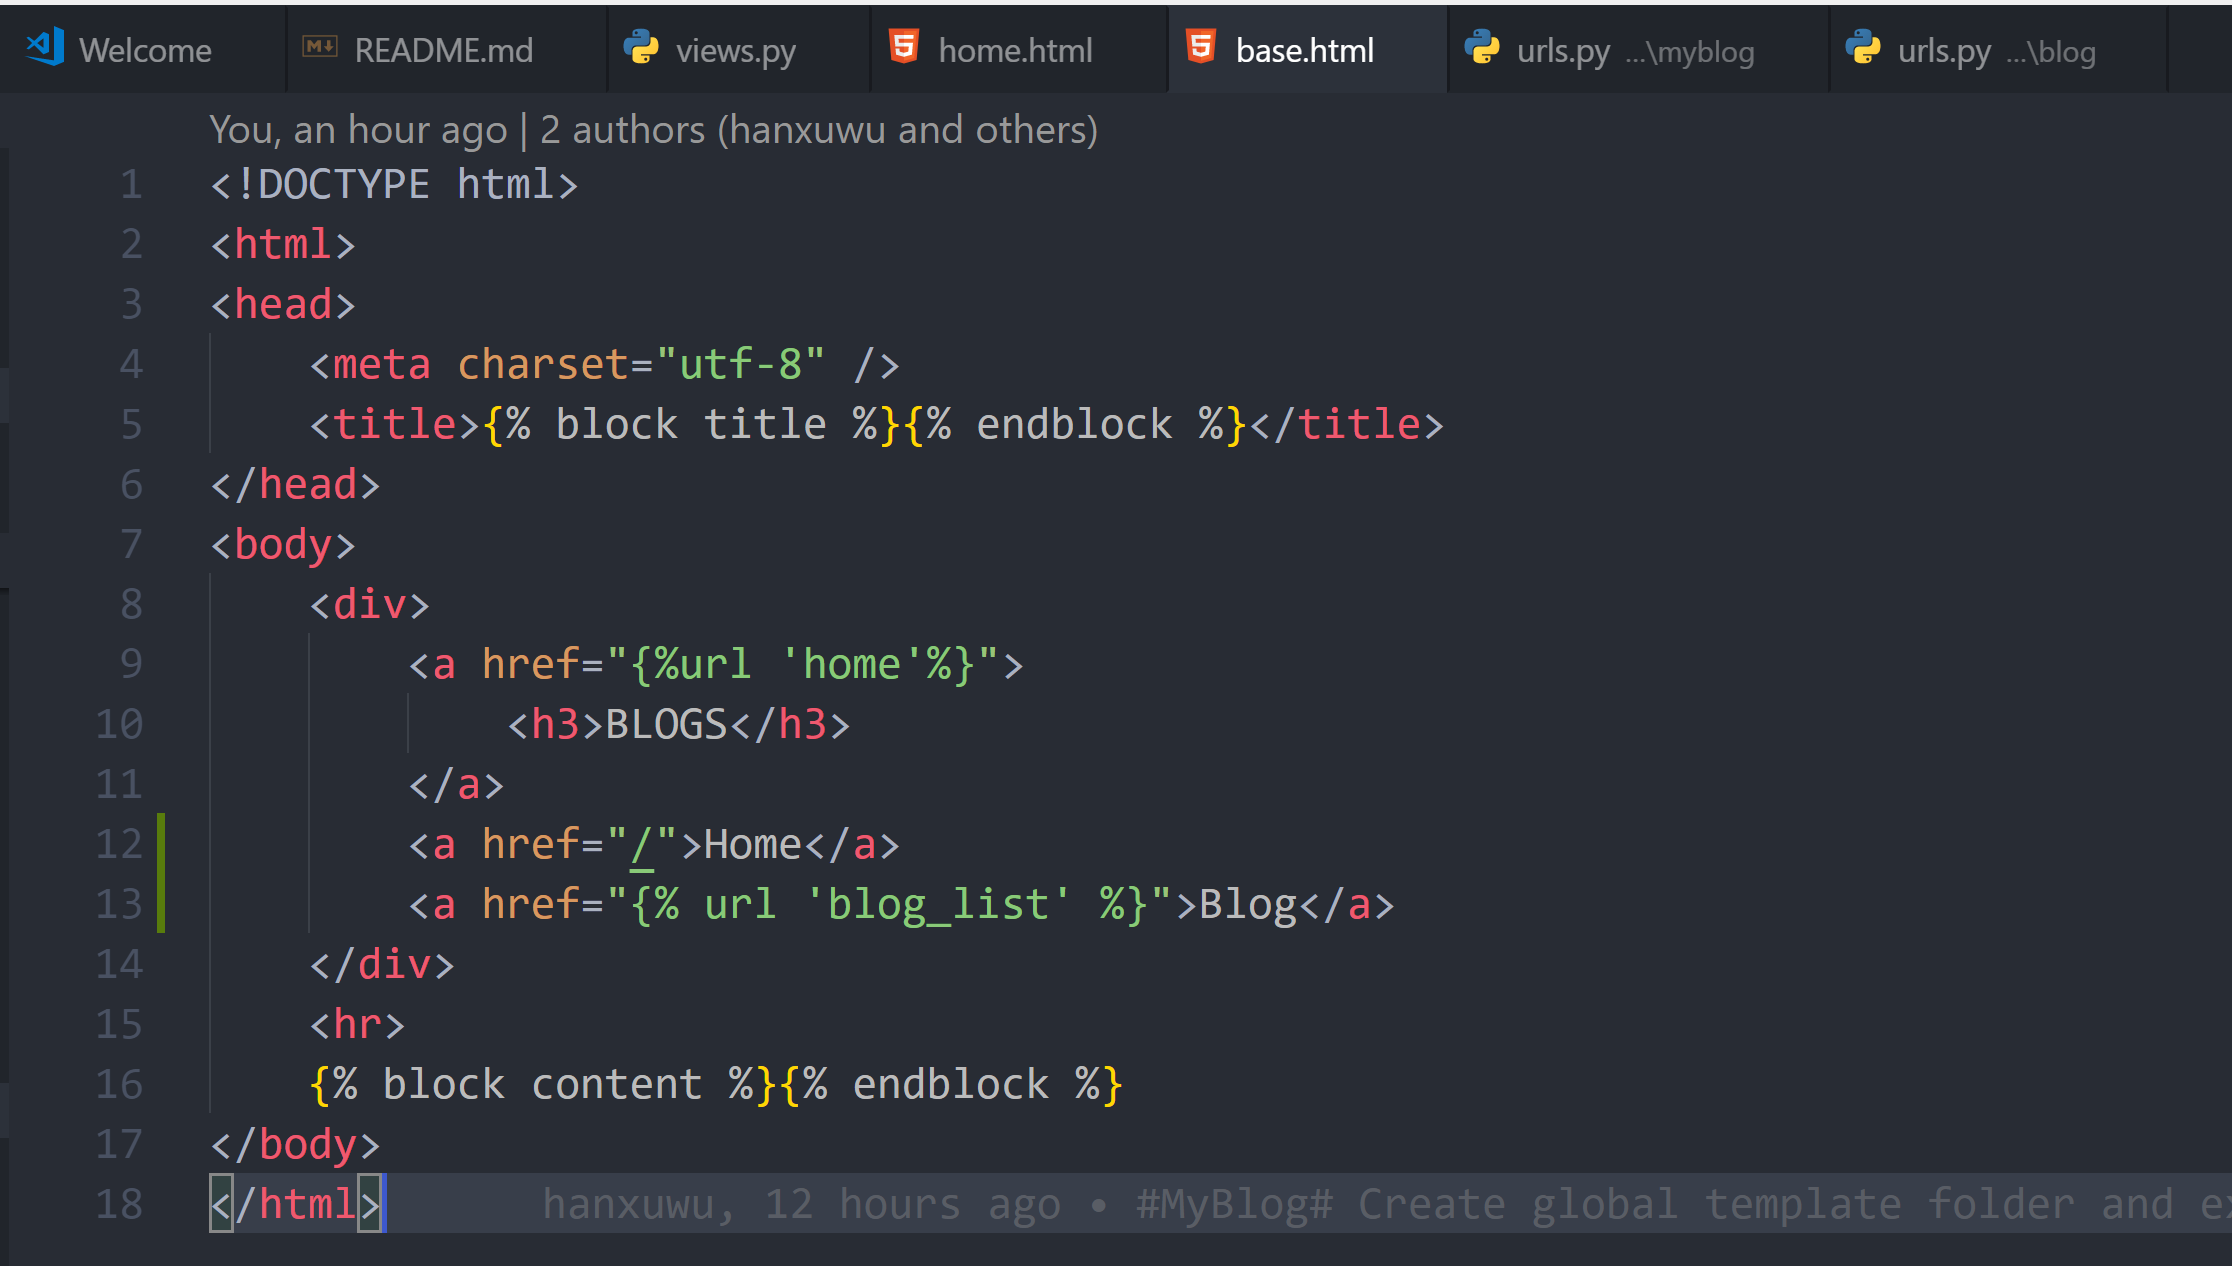 Welcome README.md views.py home.html base.html urls.py ...\myblog urls.py ...\blog
You, an hour ago | 2 authors (hanxuwu and others)
1 <!DOCTYPE html>
2 <html>
3 <head>
4     <meta charset="utf-8" />
5     <title>{% block title %}{% endblock %}</title>
6 </head>
7 <body>
8     <div>
9         <a href="{%url 'home'%}">
10             <h3>BLOGS</h3>
11         </a>
12         <a href="/">Home</a>
13         <a href="{% url 'blog_list' %}">Blog</a>
14     </div>
15     <hr>
16     {% block content %}{% endblock %}
17 </body>
18 </html> hanxuwu, 12 hours ago • #MyBlog# Create global template folder and